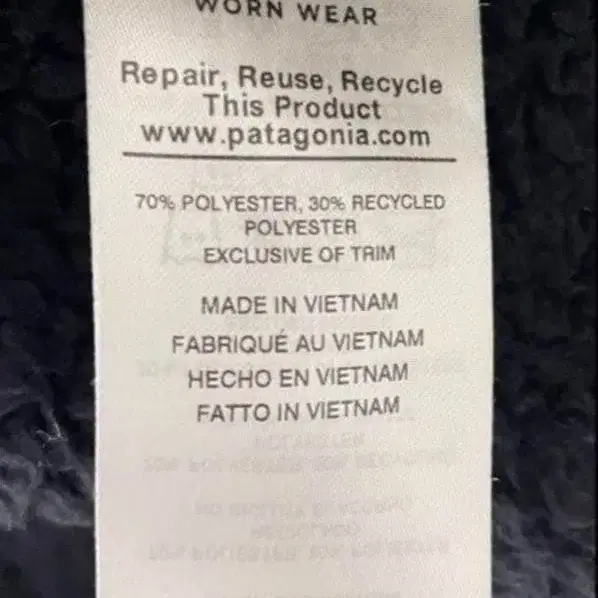 WORN WEAR
Repair, Reuse, Recycle
This Product
www.patagonia.com
70% POLYESTER, 30% RECYCLED
POLYESTER
EXCLUSIVE OF TRIM
MADE IN VIETNAM
FABRIQUÉ AU VIETNAM
HECHO EN VIETNAM
FATTO IN VIETNAM